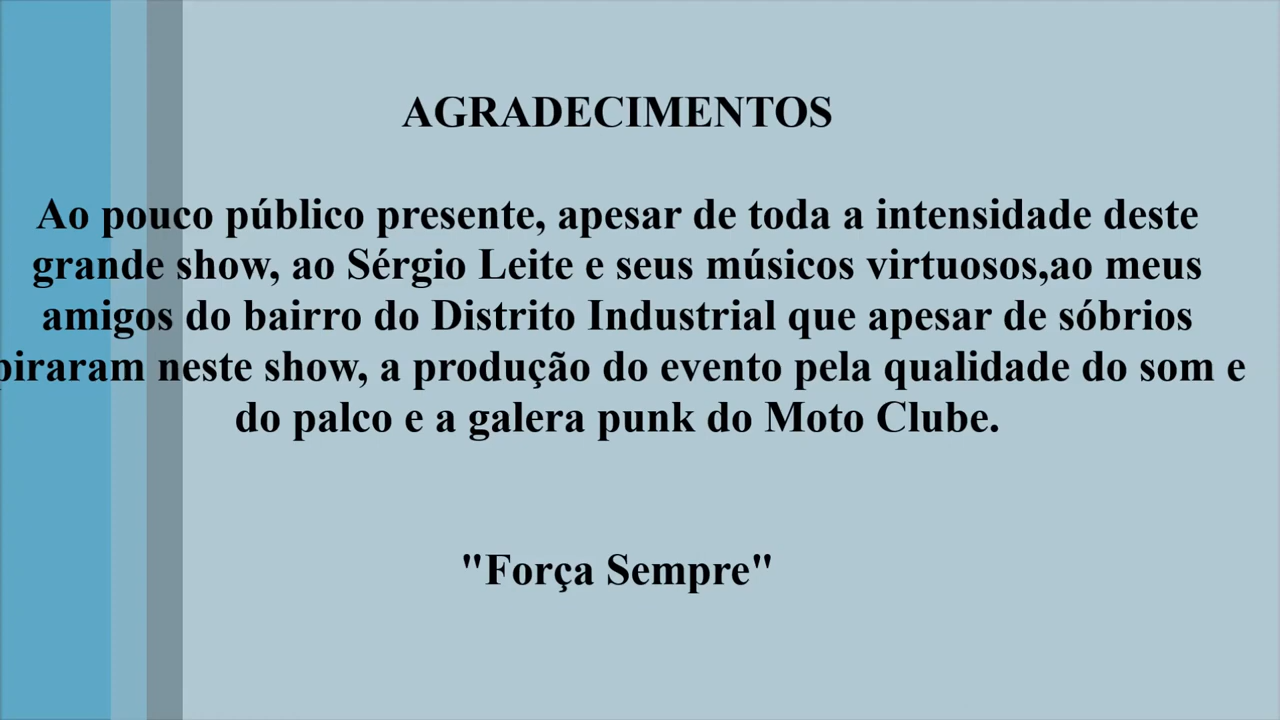 AGRADECIMENTOS
Ao pouco público presente, apesar de toda a intensidade deste
grande show, ao Sérgio Leite e seus músicos virtuosos,ao meus
amigos do bairro do Distrito Industrial que apesar de sóbrios
piraram neste show, a produção do evento pela qualidade do som e
do palco e a galera punk do Moto Clube.
"Força Sempre"